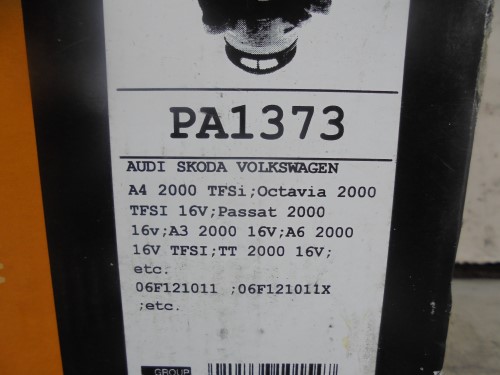 PA1373
AUDI SKODA VOLKSWAGEN
A4 2000 TFSi;Octavia 2000
TFSI 16V;Passat 2000
16v;A3 2000 16V;A6 2000
16V TFSI;TT 2000 16V;
etc.
06F121011 ;06F121011X
;etc.
GROUP